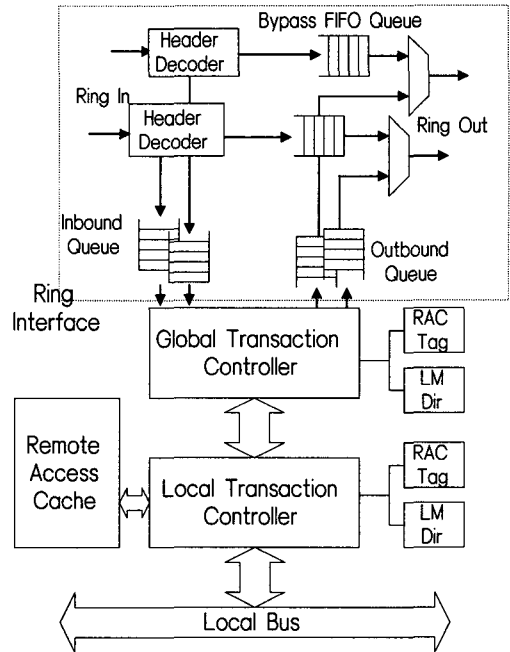 Bypass FIFO Queue
Header
Decoder
Ring In
Header
Decoder
Ring Out
Inbound
Queue
Outbound
Queue
Ring
Interface
Global Transaction
Controller
RAC
Tag
LM
Dir
Remote
Access
Cache
Local Transaction
Controller
RAC
Tag
LM
Dir
Local Bus